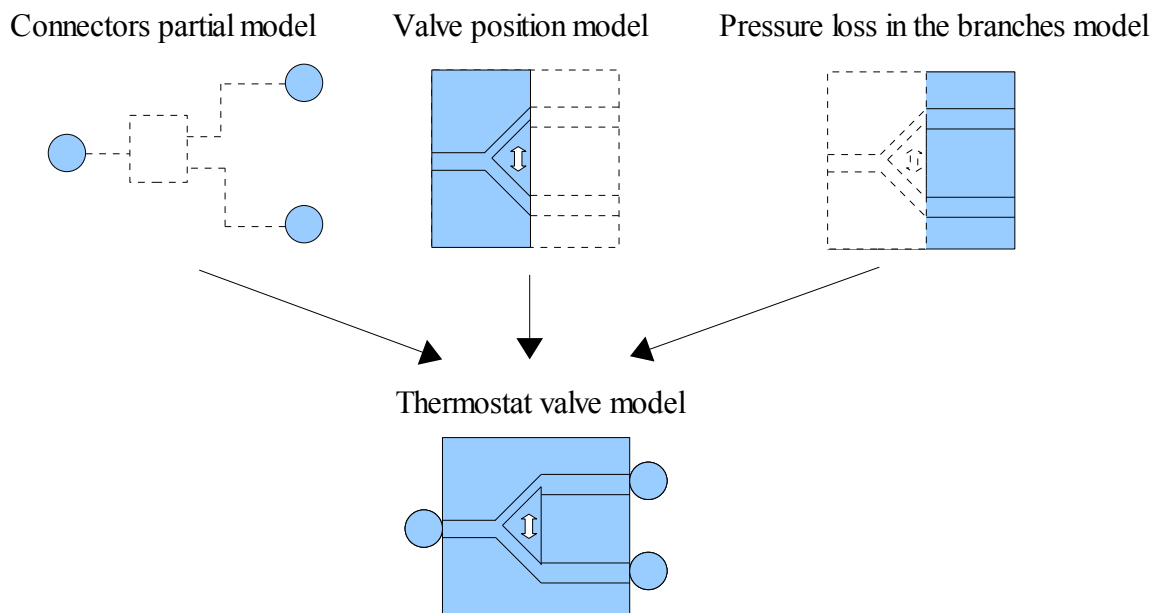 Connectors partial model
Valve position model
Pressure loss in the branches model
Thermostat valve model